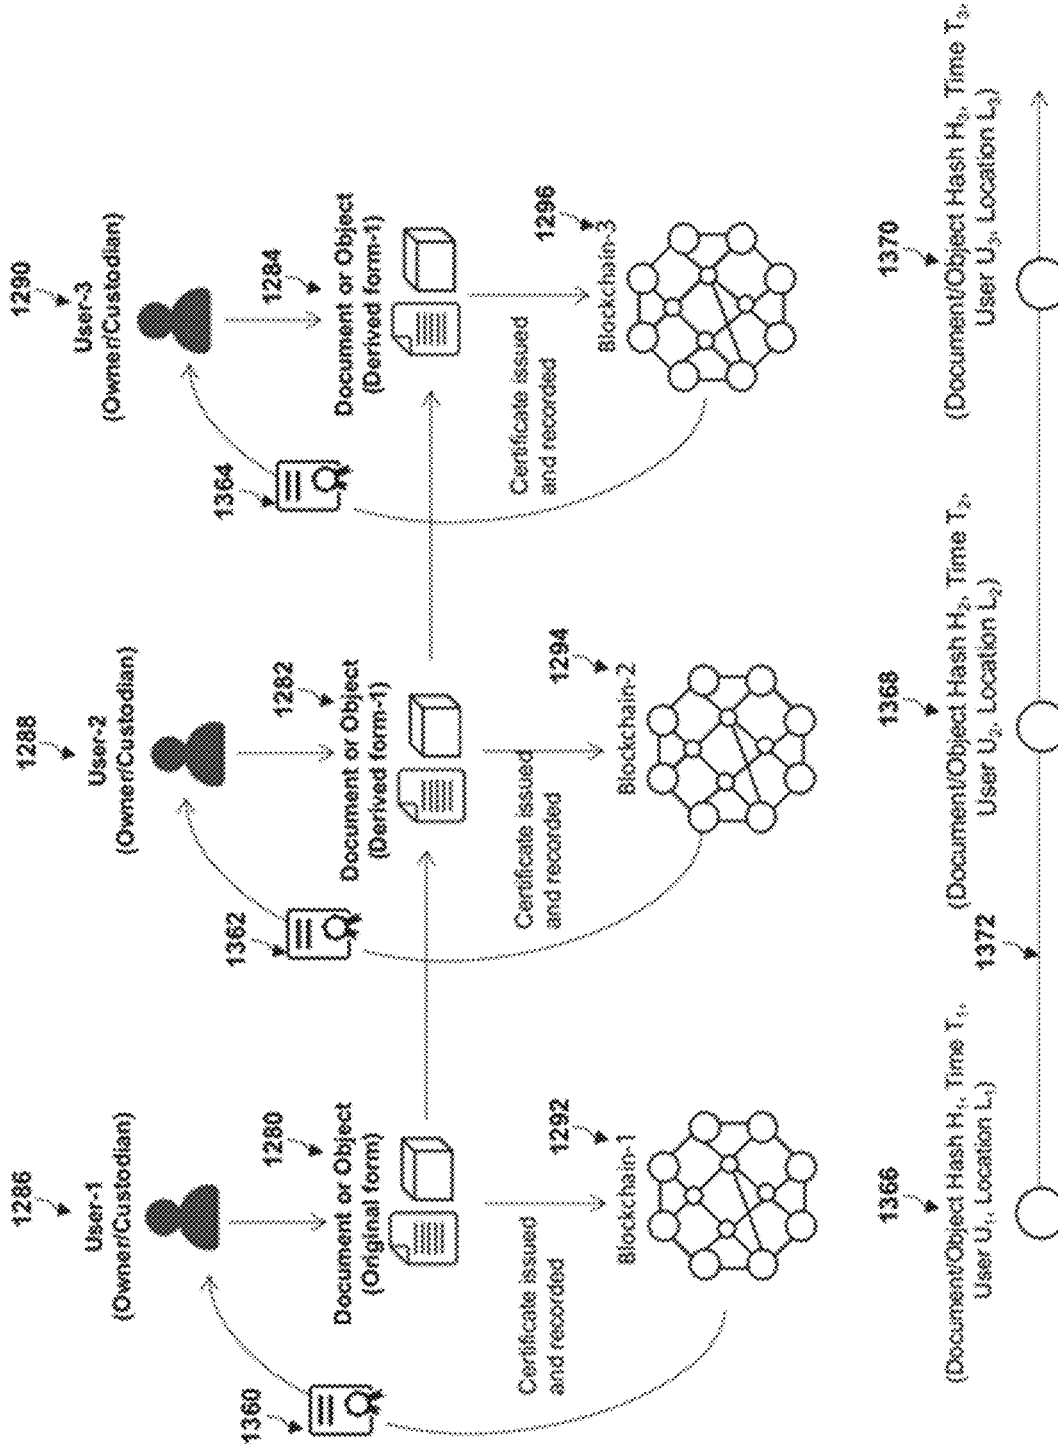 1286
User-1
(Owner/Custodian)
1280
Document or Object
(Original form)
1360
Certificate issued
and recorded
1292
Blockchain-1
1288
User-2
(Owner/Custodian)
1282
Document or Object
(Derived form-1)
1362
Certificate issued
and recorded
1294
Blockchain-2
1290
User-3
(Owner/Custodian)
1284
Document or Object
(Derived form-1)
1364
Certificate issued
and recorded
1296
Blockchain-3
1366
(Document/Object Hash H₁, Time T₁,
User U₁, Location L₁)
1372
1368
(Document/Object Hash H₂, Time T₂,
User U₂, Location L₂)
1370
(Document/Object Hash H₃, Time T₃,
User U₃, Location L₃)